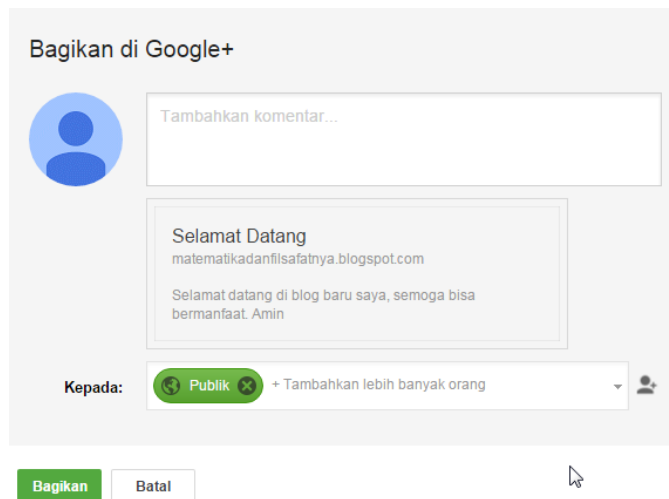 Bagikan di Google+
Tambahkan komentar...
Selamat Datang
matematikadanfilsafatnya.blogspot.com
Selamat datang di blog baru saya, semoga bisa
bermanfaat. Amin
Kepada: Publik + Tambahkan lebih banyak orang
Bagikan Batal